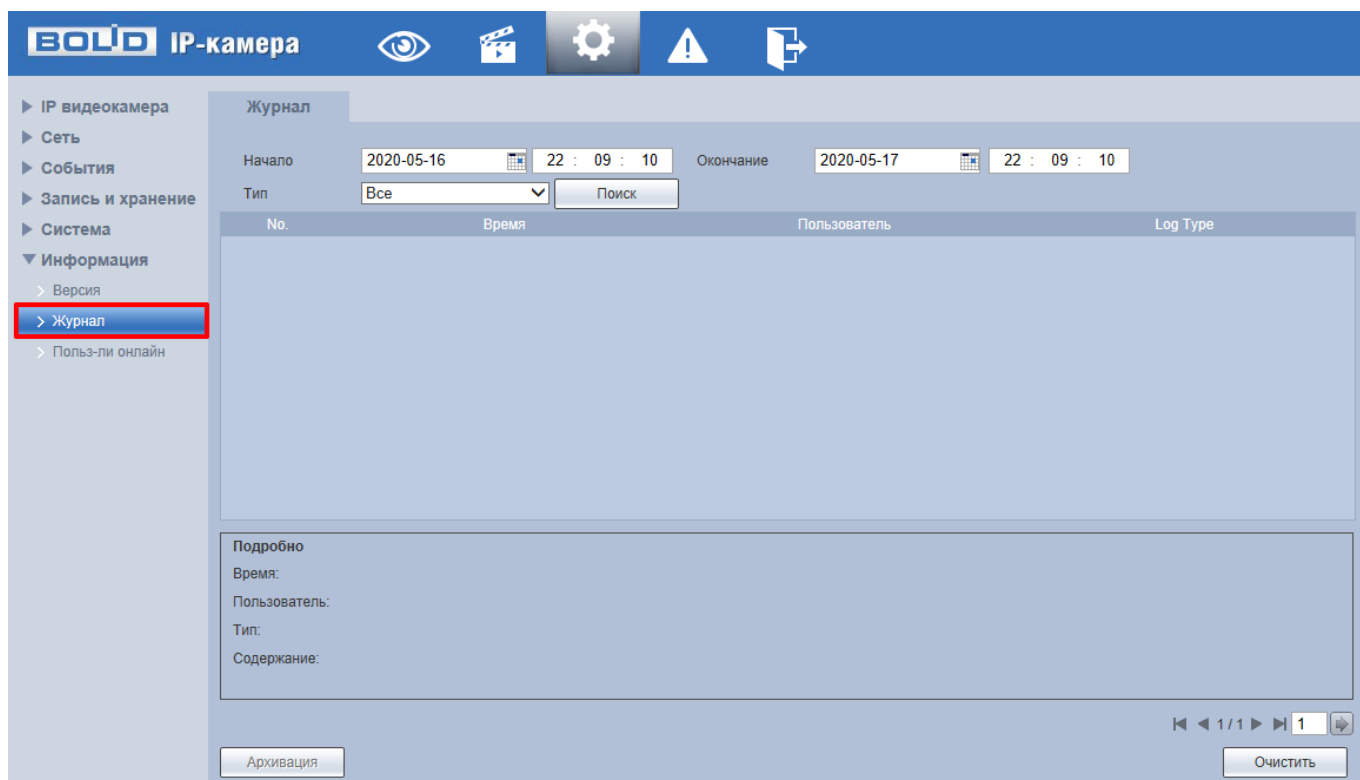 BOLID IP-камера
IP видеокамера
Сеть
События
Запись и хранение
Система
Информация
Версия
Журнал
Польз-ли онлайн
Журнал
Начало 2020-05-16 22 : 09 : 10 Окончание 2020-05-17 22 : 09 : 10
Тип Все Поиск
No. Время Пользователь Log Type
Подробно
Время:
Пользователь:
Тип:
Содержание:
1/1 1
Архивация Очистить